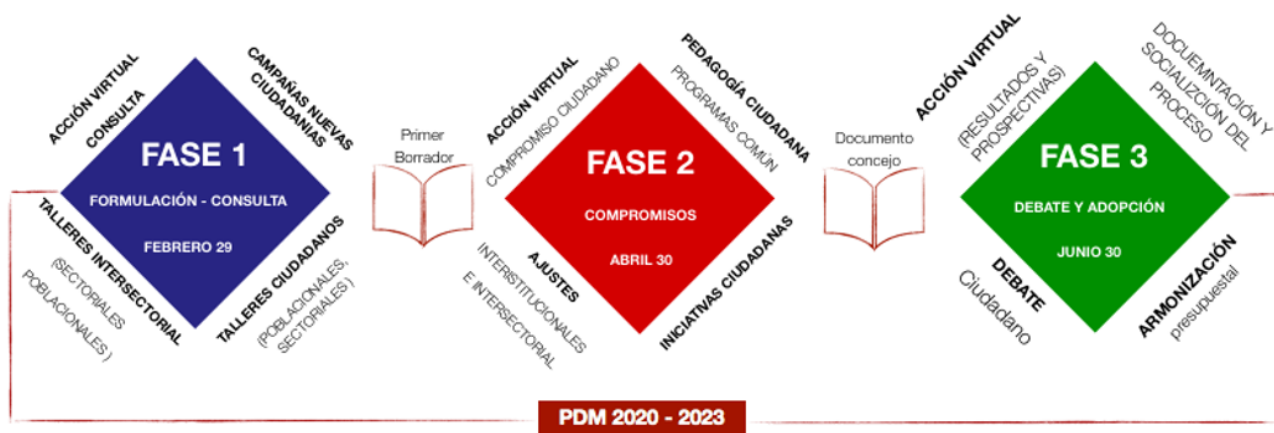 ACCIÓN VIRTUAL
CONSULTA
CAMPAÑAS NUEVAS
CIUDADANIAS
FASE 1
FORMULACIÓN - CONSULTA
FEBRERO 29
TALLERES INTERSECTORIAL
(SECTORIALES
POBLACIONALES )
TALLERES CIUDADANOS
(POBLACIONALES,
SECTORIALES )
Primer
Borrador
ACCIÓN VIRTUAL
COMPROMISO CIUDADANO
PEDAGOGÍA CIUDADANA
PROGRAMAS COMÚN
FASE 2
COMPROMISOS
ABRIL 30
AJUSTES
INTERISTITUCIONALES
E INTERSECTORIAL
INICIATIVAS CIUDADANAS
Documento
concejo
ACCIÓN VIRTUAL
(RESULTADOS Y
PROSPECTIVAS)
DOCUEMNTACIÓN Y
SOCIALIZCIÓN DEL
PROCESO
FASE 3
DEBATE Y ADOPCIÓN
JUNIO 30
DEBATE
Ciudadano
ARMONIZACIÓN
presupuestal
PDM 2020 - 2023